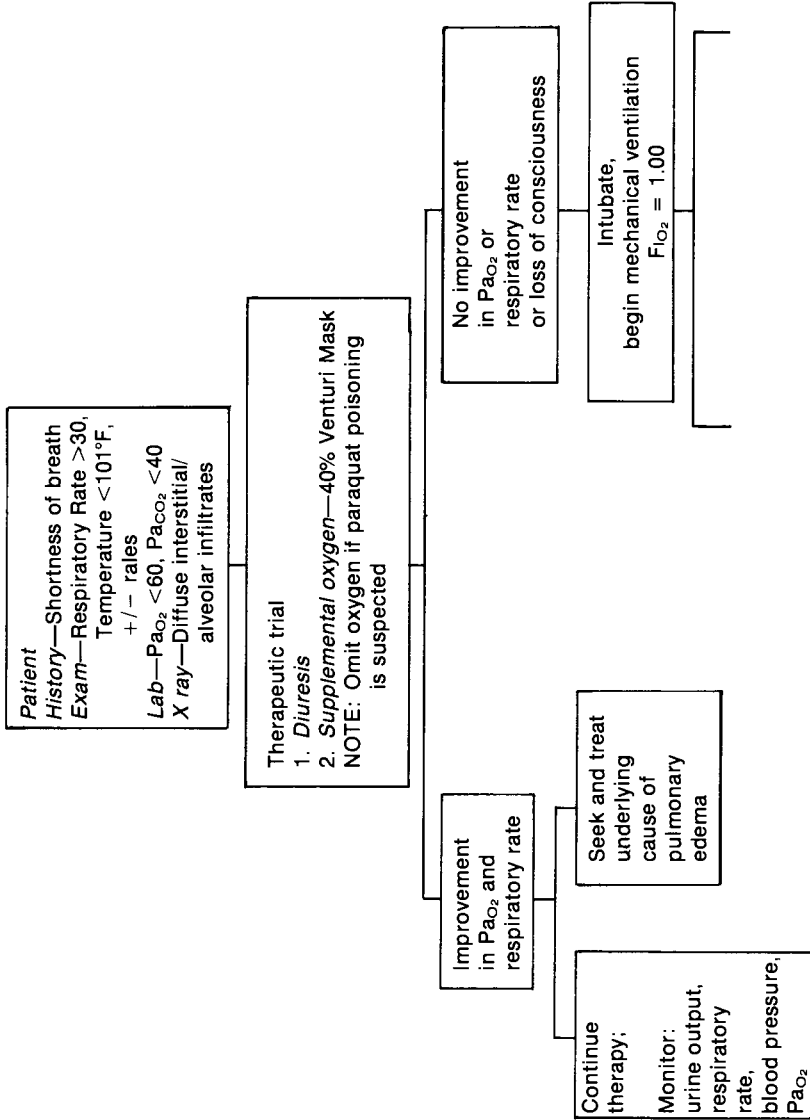 Patient
History—Shortness of breath
Exam—Respiratory Rate >30,
Temperature <101°F,
+/− rales
Lab—PaO₂ <60, PaCO₂ <40
X ray—Diffuse interstitial/
alveolar infiltrates
Therapeutic trial
1. Diuresis
2. Supplemental oxygen—40% Venturi Mask
NOTE: Omit oxygen if paraquat poisoning
is suspected
Improvement
in PaO₂ and
respiratory rate
Continue
therapy;
Monitor:
urine output,
respiratory
rate,
blood pressure,
PaO₂
Seek and treat
underlying
cause of
pulmonary
edema
No improvement
in PaO₂ or
respiratory rate
or loss of consciousness
Intubate,
begin mechanical ventilation
FIO₂ = 1.00